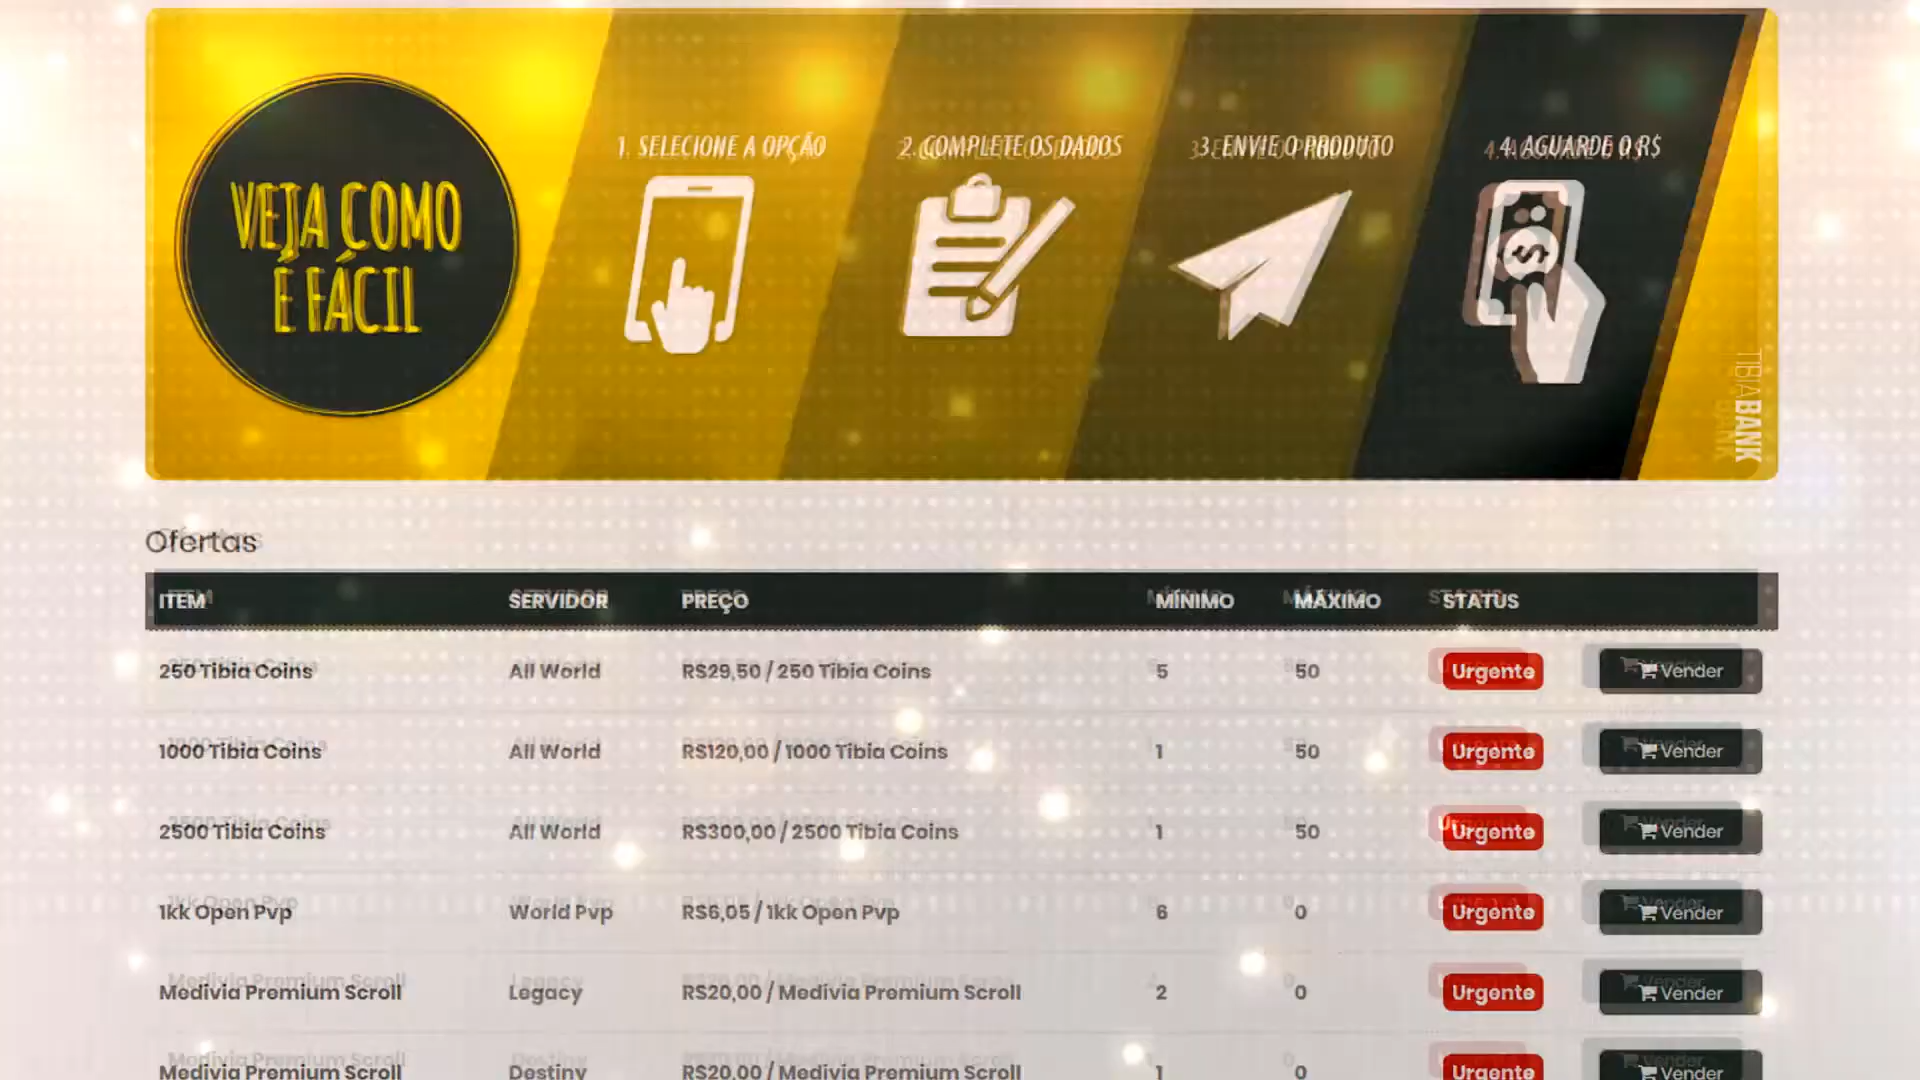 VEJA COMO
É FÁCIL
1. SELECIONE A OPÇÃO
2. COMPLETE OS DADOS
3. ENVIE O PRODUTO
4. AGUARDE O R$
TIBIABANK
Ofertas
ITEM SERVIDOR PREÇO MÍNIMO MÁXIMO STATUS
250 Tibia Coins All World R$29,50 / 250 Tibia Coins 5 50 Urgente Vender
1000 Tibia Coins All World R$120,00 / 1000 Tibia Coins 1 50 Urgente Vender
2500 Tibia Coins All World R$300,00 / 2500 Tibia Coins 1 50 Urgente Vender
1kk Open Pvp World Pvp R$6,05 / 1kk Open Pvp 6 0 Urgente Vender
Medivia Premium Scroll Legacy R$20,00 / Medivia Premium Scroll 2 0 Urgente Vender
Medivia Premium Scroll Destiny R$20,00 / Medivia Premium Scroll 1 0 Urgente Vender